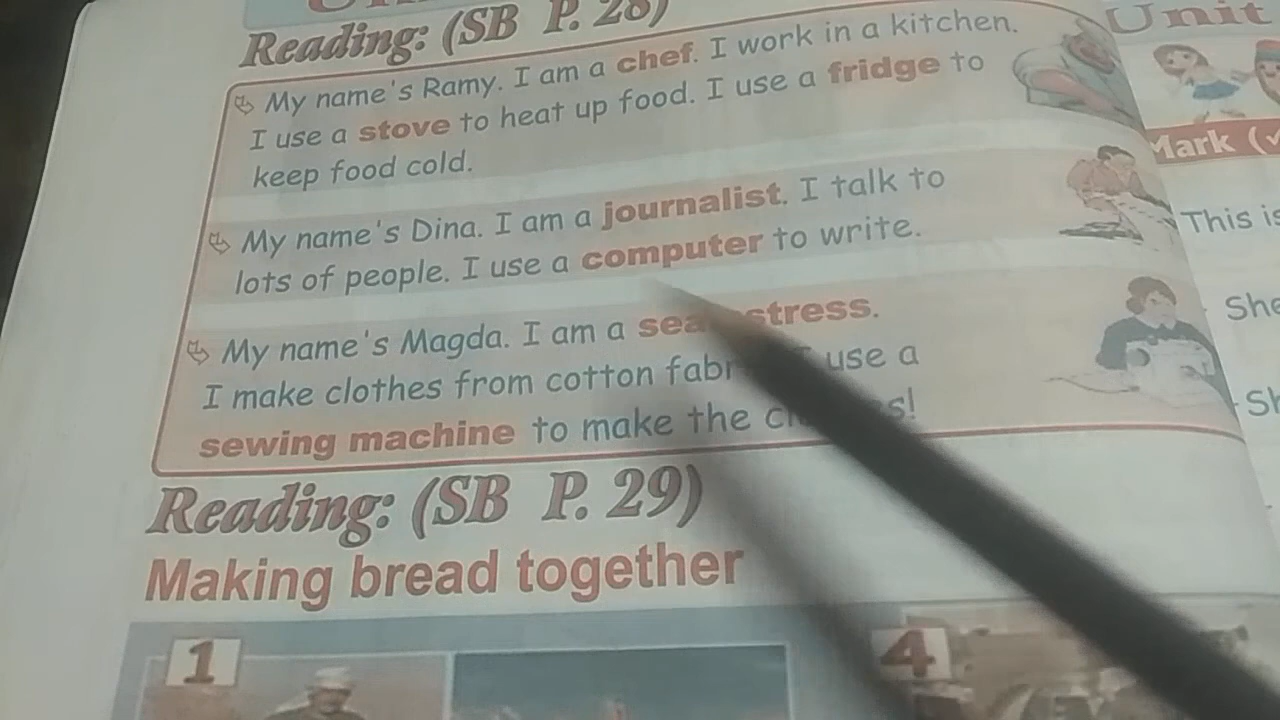 Reading: (SB P. 28)
My name's Ramy. I am a chef. I work in a kitchen.
I use a stove to heat up food. I use a fridge to
keep food cold.
My name's Dina. I am a journalist. I talk to
lots of people. I use a computer to write.
My name's Magda. I am a seamstress.
I make clothes from cotton fabric. I use a
sewing machine to make the clothes!
Reading: (SB P. 29)
Making bread together
1
4
Unit
Mark (✓
This is
She
Sh